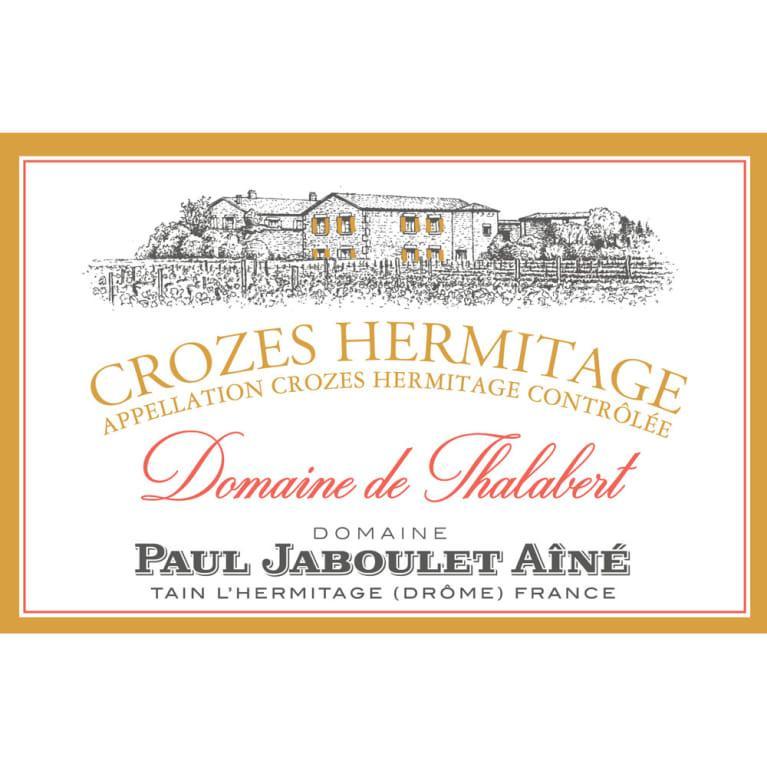 CROZES HERMITAGE
APPELLATION CROZES HERMITAGE CONTRÔLÉE
Domaine de Thalabert
DOMAINE
PAUL JABOULET AÎNÉ
TAIN L'HERMITAGE (DRÔME) FRANCE